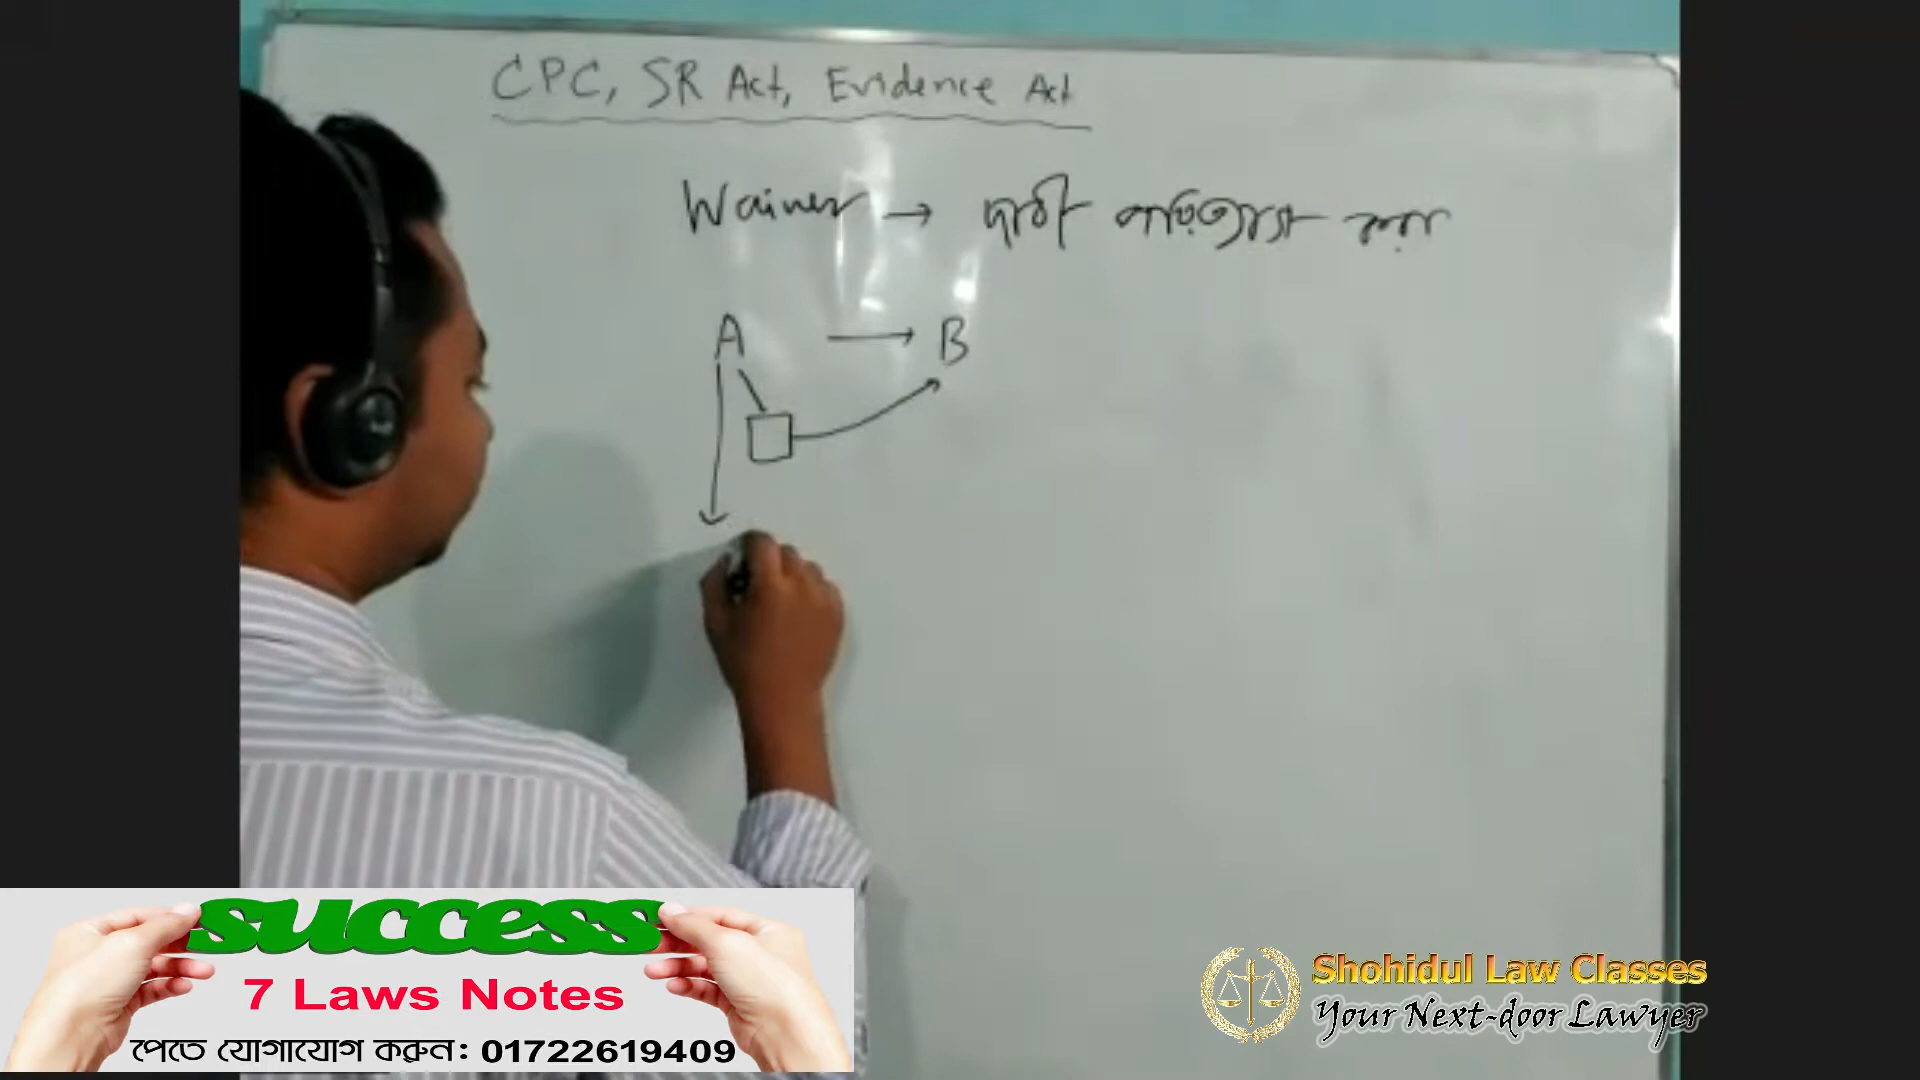 CPC, SR Act, Evidence Act
Waiver → দাবী পরিত্যাগ করা
A → B
success
7 Laws Notes
পেতে যোগাযোগ করুন: 01722619409
Shohidul Law Classes
Your Next-door Lawyer